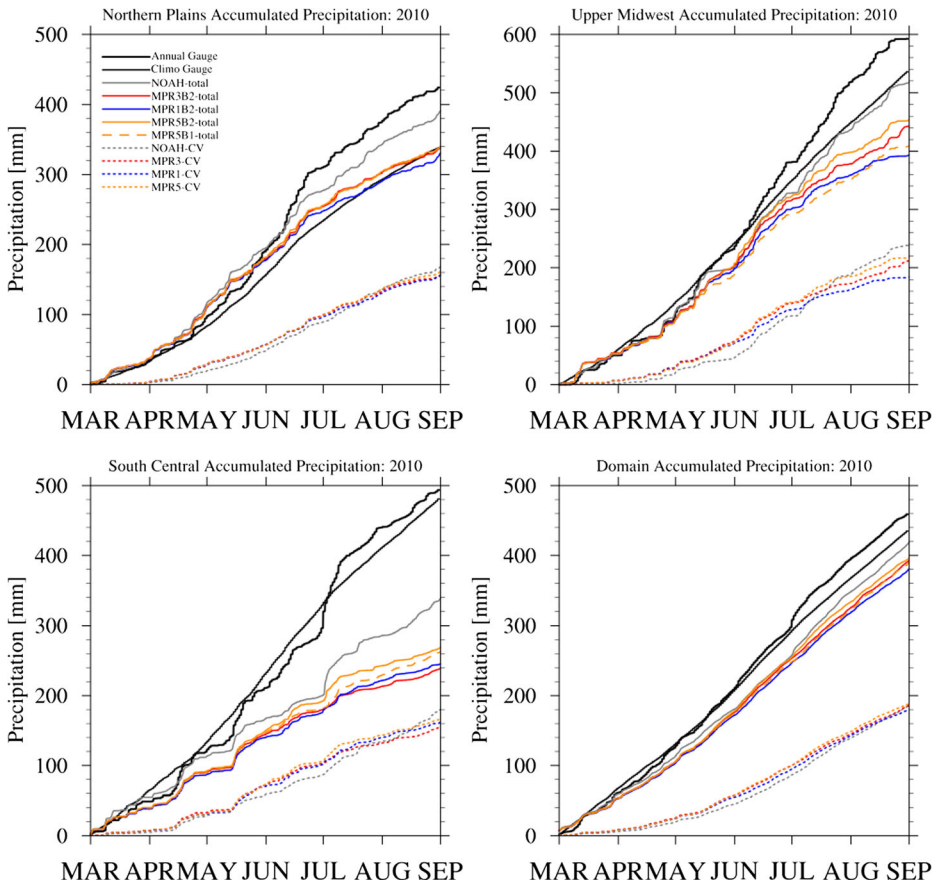 Northern Plains Accumulated Precipitation: 2010
Precipitation [mm]
500
400
300
200
100
0
Annual Gauge
Climo Gauge
NOAH-total
MPR3B2-total
MPR1B2-total
MPR5B2-total
MPR5B1-total
NOAH-CV
MPR3-CV
MPR1-CV
MPR5-CV
MAR APR MAY JUN JUL AUG SEP
Upper Midwest Accumulated Precipitation: 2010
Precipitation [mm]
600
500
400
300
200
100
0
MAR APR MAY JUN JUL AUG SEP
South Central Accumulated Precipitation: 2010
Precipitation [mm]
500
400
300
200
100
0
MAR APR MAY JUN JUL AUG SEP
Domain Accumulated Precipitation: 2010
Precipitation [mm]
500
400
300
200
100
0
MAR APR MAY JUN JUL AUG SEP